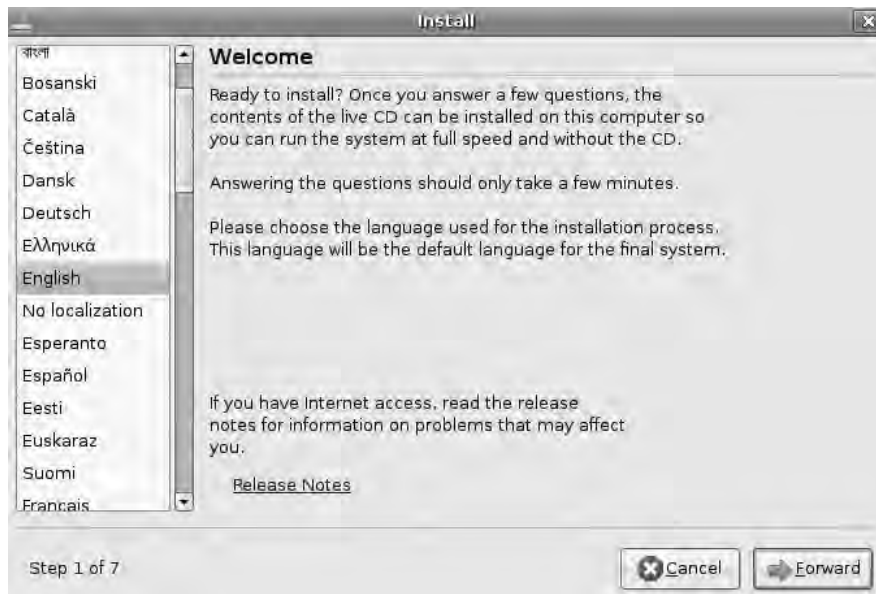 Install
বাংলা
Bosanski
Català
Čeština
Dansk
Deutsch
Ελληνικά
English
No localization
Esperanto
Español
Eesti
Euskaraz
Suomi
Français
Welcome
Ready to install? Once you answer a few questions, the
contents of the live CD can be installed on this computer so
you can run the system at full speed and without the CD.
Answering the questions should only take a few minutes.
Please choose the language used for the installation process.
This language will be the default language for the final system.
If you have Internet access, read the release
notes for information on problems that may affect
you.
Release Notes
Step 1 of 7
Cancel
Forward